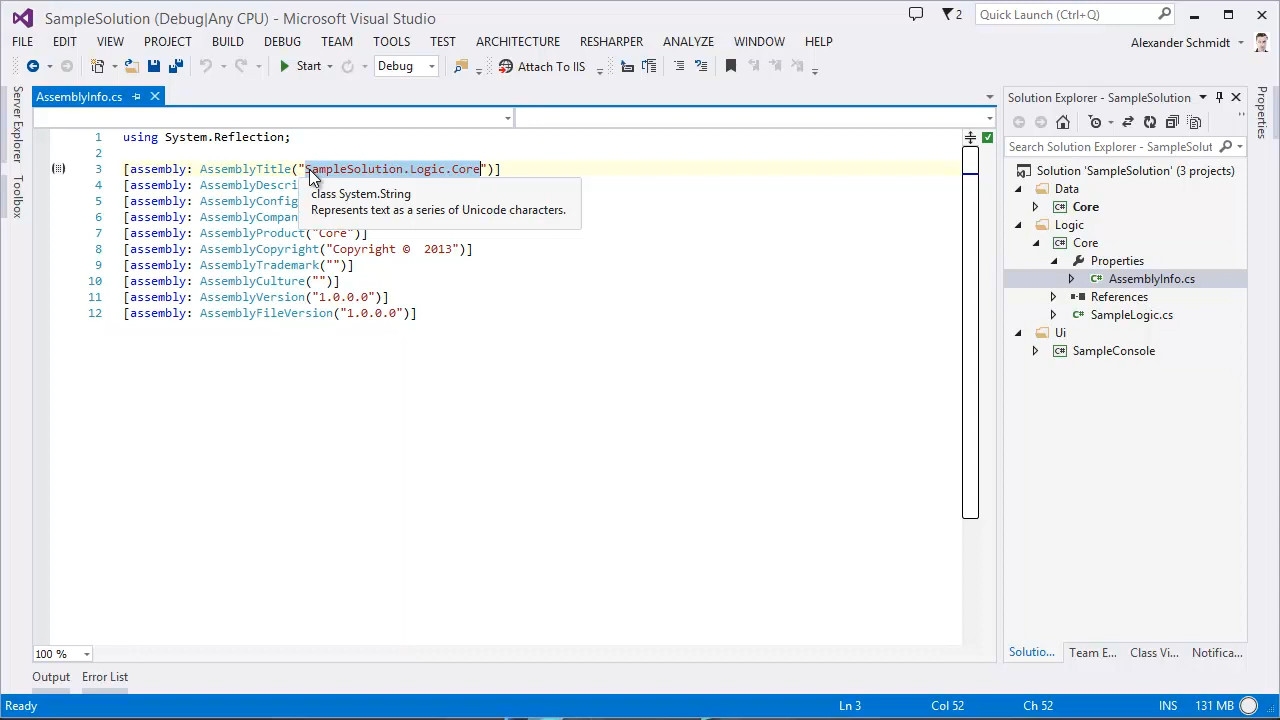 SampleSolution (Debug|Any CPU) - Microsoft Visual Studio
2
Quick Launch (Ctrl+Q)
FILE EDIT VIEW PROJECT BUILD DEBUG TEAM TOOLS TEST ARCHITECTURE RESHARPER ANALYZE WINDOW HELP
Alexander Schmidt
Start
Debug
Attach To IIS
Server Explorer
Toolbox
AssemblyInfo.cs
1 using System.Reflection;
2
3 [assembly: AssemblyTitle("SampleSolution.Logic.Core")]
4 [assembly: AssemblyDescri
5 [assembly: AssemblyConfig
6 [assembly: AssemblyCompan
7 [assembly: AssemblyProduct("Core")]
8 [assembly: AssemblyCopyright("Copyright ©  2013")]
9 [assembly: AssemblyTrademark("")]
10 [assembly: AssemblyCulture("")]
11 [assembly: AssemblyVersion("1.0.0.0")]
12 [assembly: AssemblyFileVersion("1.0.0.0")]
class System.String
Represents text as a series of Unicode characters.
100 %
Solution Explorer - SampleSolution
Search Solution Explorer - SampleSo
Solution 'SampleSolution' (3 projects)
Data
C# Core
Logic
C# Core
Properties
C# AssemblyInfo.cs
References
C# SampleLogic.cs
Ui
C# SampleConsole
Solutio... Team E... Class Vi... Notifica...
Properties
Output Error List
Ready
Ln 3 Col 52 Ch 52 INS 131 MB